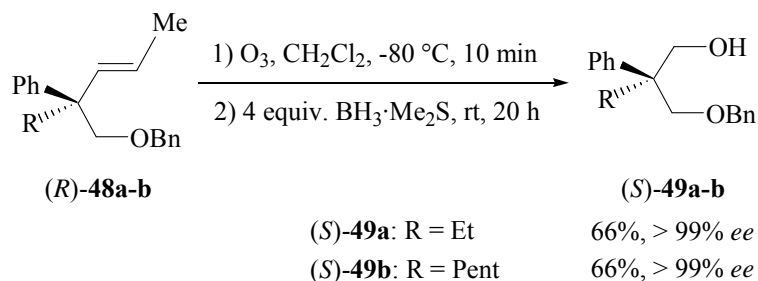 Me
Ph
R
OBn
(R)-48a-b
1) O3, CH2Cl2, -80 °C, 10 min
2) 4 equiv. BH3·Me2S, rt, 20 h
Ph
OH
R
OBn
(S)-49a-b
(S)-49a: R = Et 66%, > 99% ee
(S)-49b: R = Pent 66%, > 99% ee